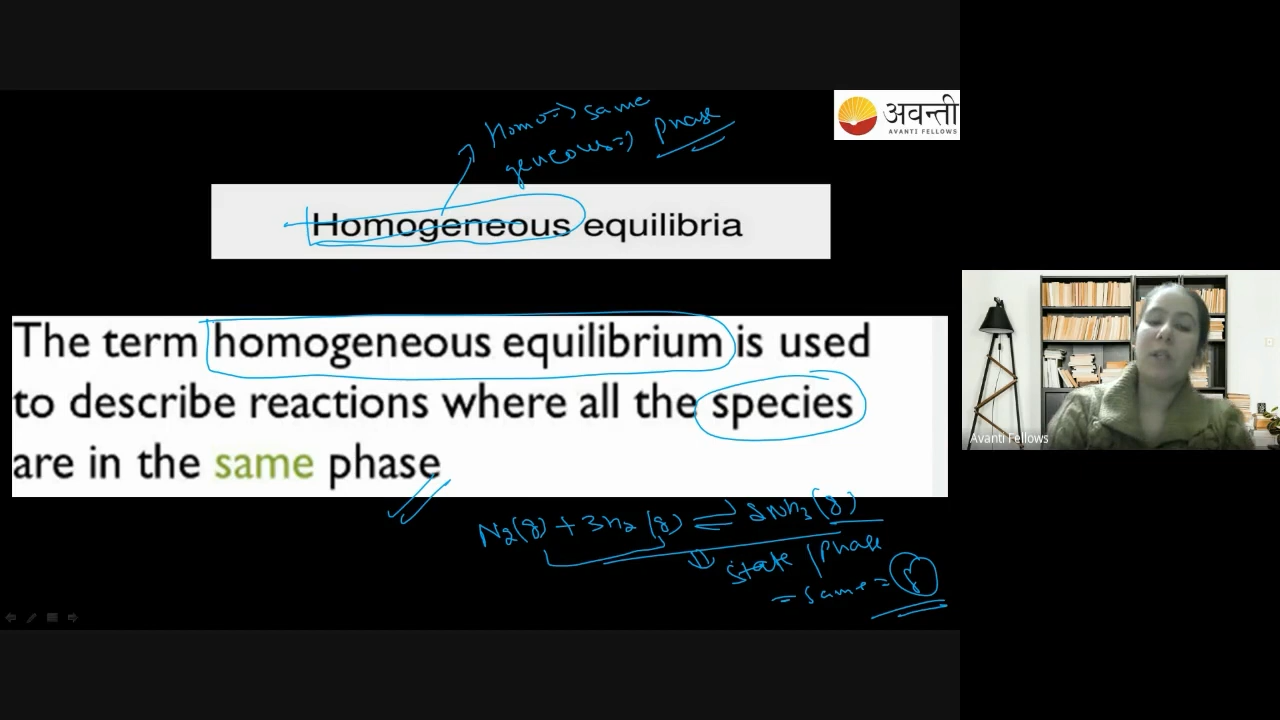 Homo => same
geneous => phase
अवन्ती
AVANTI FELLOWS
Homogeneous equilibria
The term homogeneous equilibrium is used
to describe reactions where all the species
are in the same phase
N2(g) + 3H2(g) ⇌ 2NH3(g)
state/phase
= same = g
Avanti Fellows